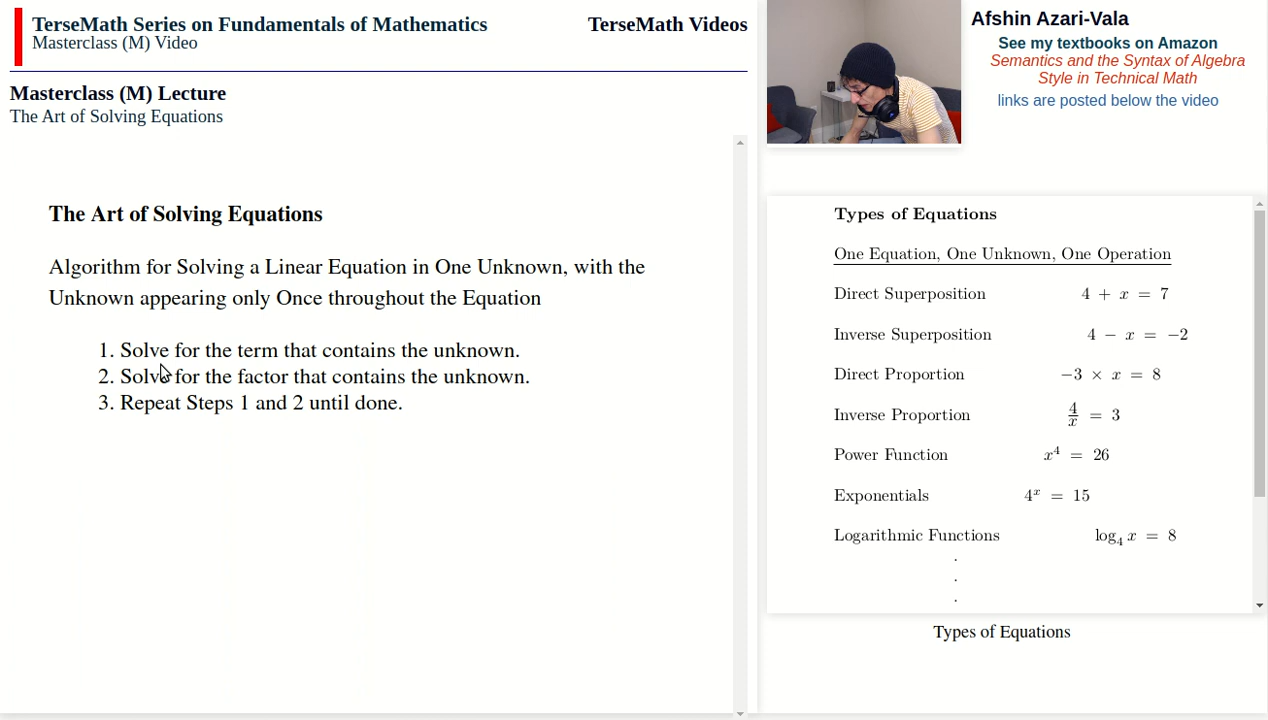 TerseMath Series on Fundamentals of Mathematics
Masterclass (M) Video
TerseMath Videos
Masterclass (M) Lecture
The Art of Solving Equations
The Art of Solving Equations
Algorithm for Solving a Linear Equation in One Unknown, with the
Unknown appearing only Once throughout the Equation
1. Solve for the term that contains the unknown.
2. Solve for the factor that contains the unknown.
3. Repeat Steps 1 and 2 until done.
Afshin Azari-Vala
See my textbooks on Amazon
Semantics and the Syntax of Algebra
Style in Technical Math
links are posted below the video
Types of Equations
One Equation, One Unknown, One Operation
Direct Superposition 4 + x = 7
Inverse Superposition 4 − x = −2
Direct Proportion −3 × x = 8
Inverse Proportion 4/x = 3
Power Function x⁴ = 26
Exponentials 4ˣ = 15
Logarithmic Functions log₄ x = 8
.
.
.
Types of Equations